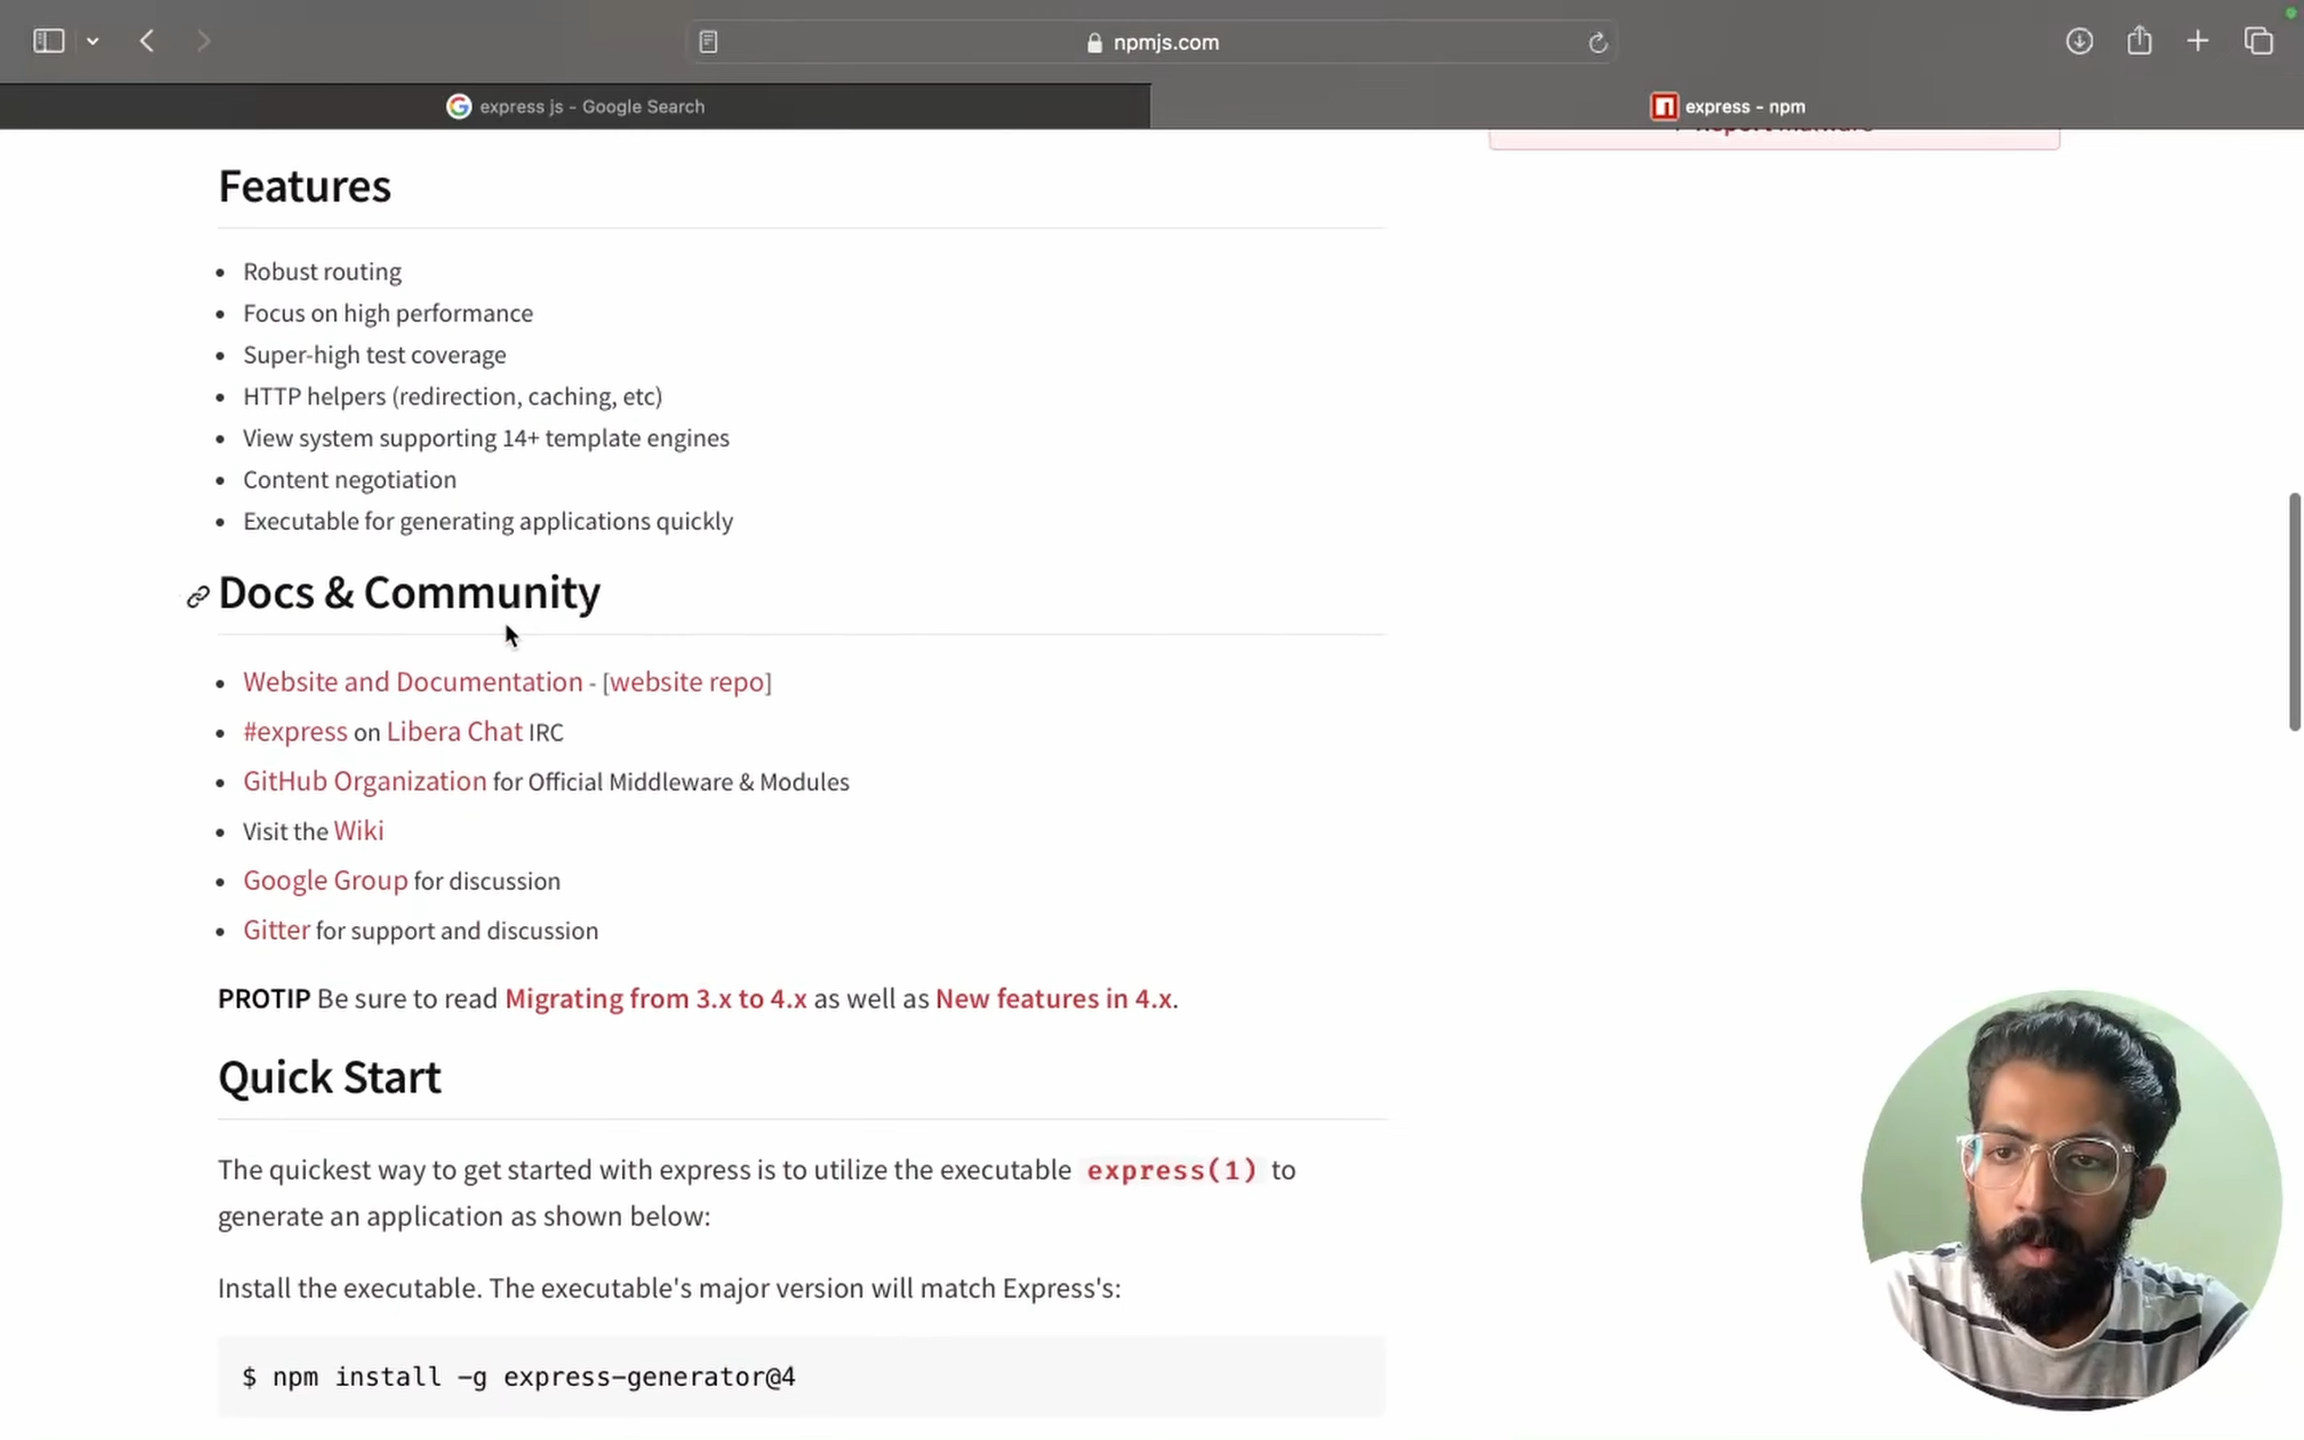 npmjs.com
express js - Google Search
express - npm
Features
Robust routing
Focus on high performance
Super-high test coverage
HTTP helpers (redirection, caching, etc)
View system supporting 14+ template engines
Content negotiation
Executable for generating applications quickly
Docs & Community
Website and Documentation - [website repo]
#express on Libera Chat IRC
GitHub Organization for Official Middleware & Modules
Visit the Wiki
Google Group for discussion
Gitter for support and discussion
PROTIP Be sure to read Migrating from 3.x to 4.x as well as New features in 4.x.
Quick Start
The quickest way to get started with express is to utilize the executable express(1) to
generate an application as shown below:
Install the executable. The executable's major version will match Express's:
$ npm install -g express-generator@4